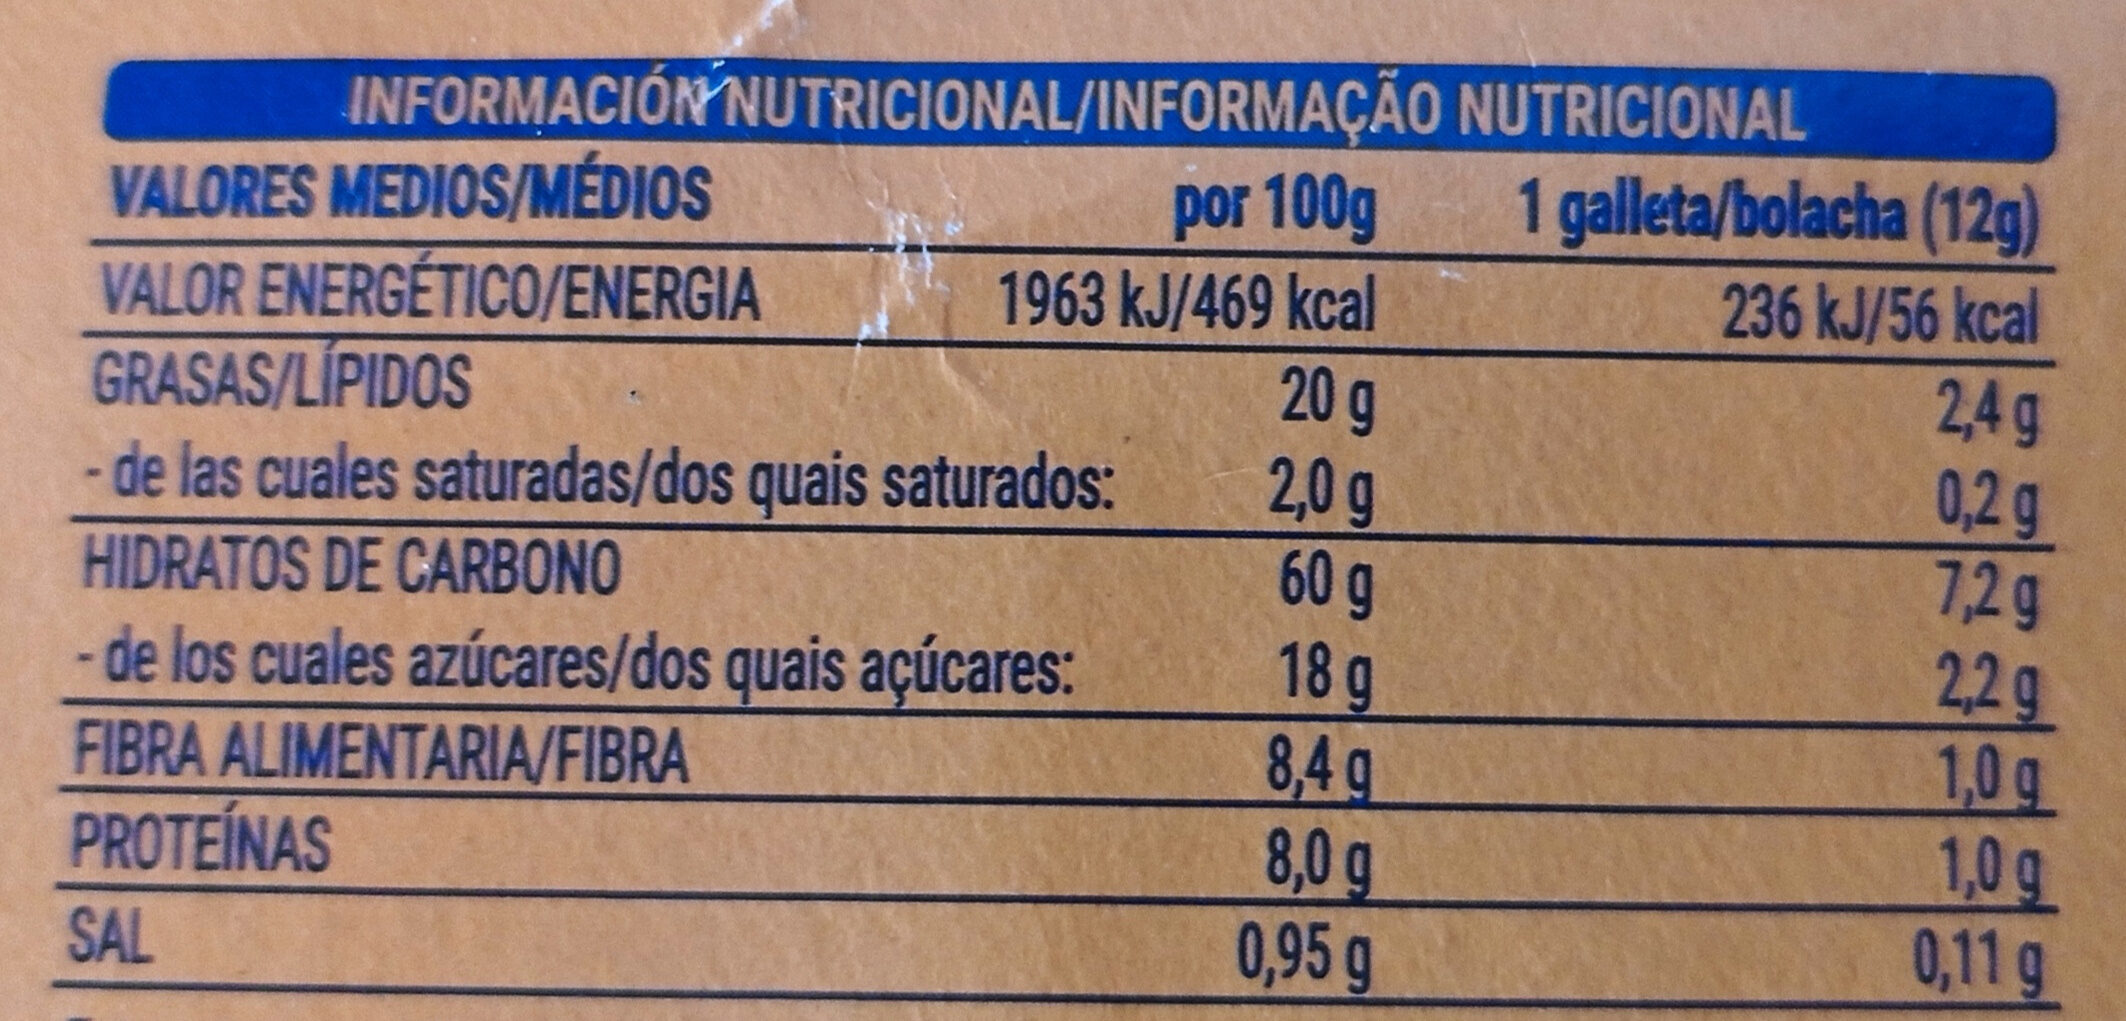 INFORMACIÓN NUTRICIONAL/INFORMAÇÃO NUTRICIONAL
VALORES MEDIOS/MÉDIOS por 100g 1 galleta/bolacha (12g)
VALOR ENERGÉTICO/ENERGIA 1963 kJ/469 kcal 236 kJ/56 kcal
GRASAS/LÍPIDOS 20 g 2,4 g
- de las cuales saturadas/dos quais saturados: 2,0 g 0,2 g
HIDRATOS DE CARBONO 60 g 7,2 g
- de los cuales azúcares/dos quais açúcares: 18 g 2,2 g
FIBRA ALIMENTARIA/FIBRA 8,4 g 1,0 g
PROTEÍNAS 8,0 g 1,0 g
SAL 0,95 g 0,11 g